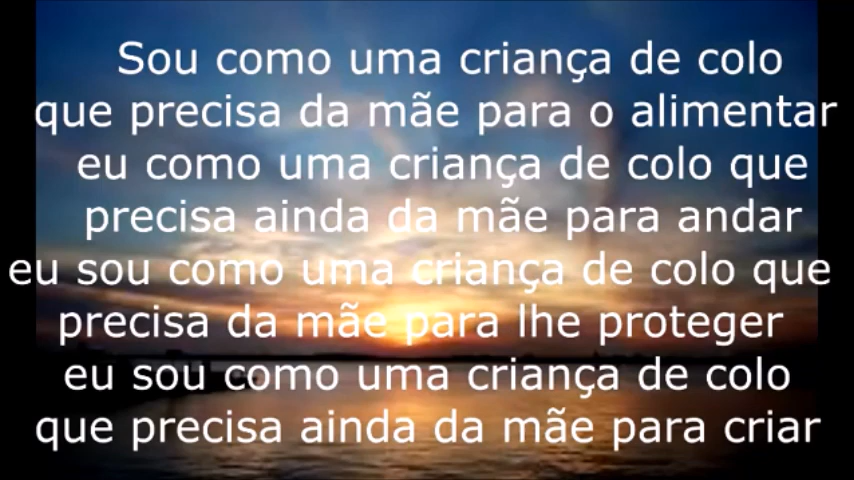 Sou como uma criança de colo
que precisa da mãe para o alimentar
eu como uma criança de colo que
precisa ainda da mãe para andar
eu sou como uma criança de colo que
precisa da mãe para lhe proteger
eu sou como uma criança de colo
que precisa ainda da mãe para criar